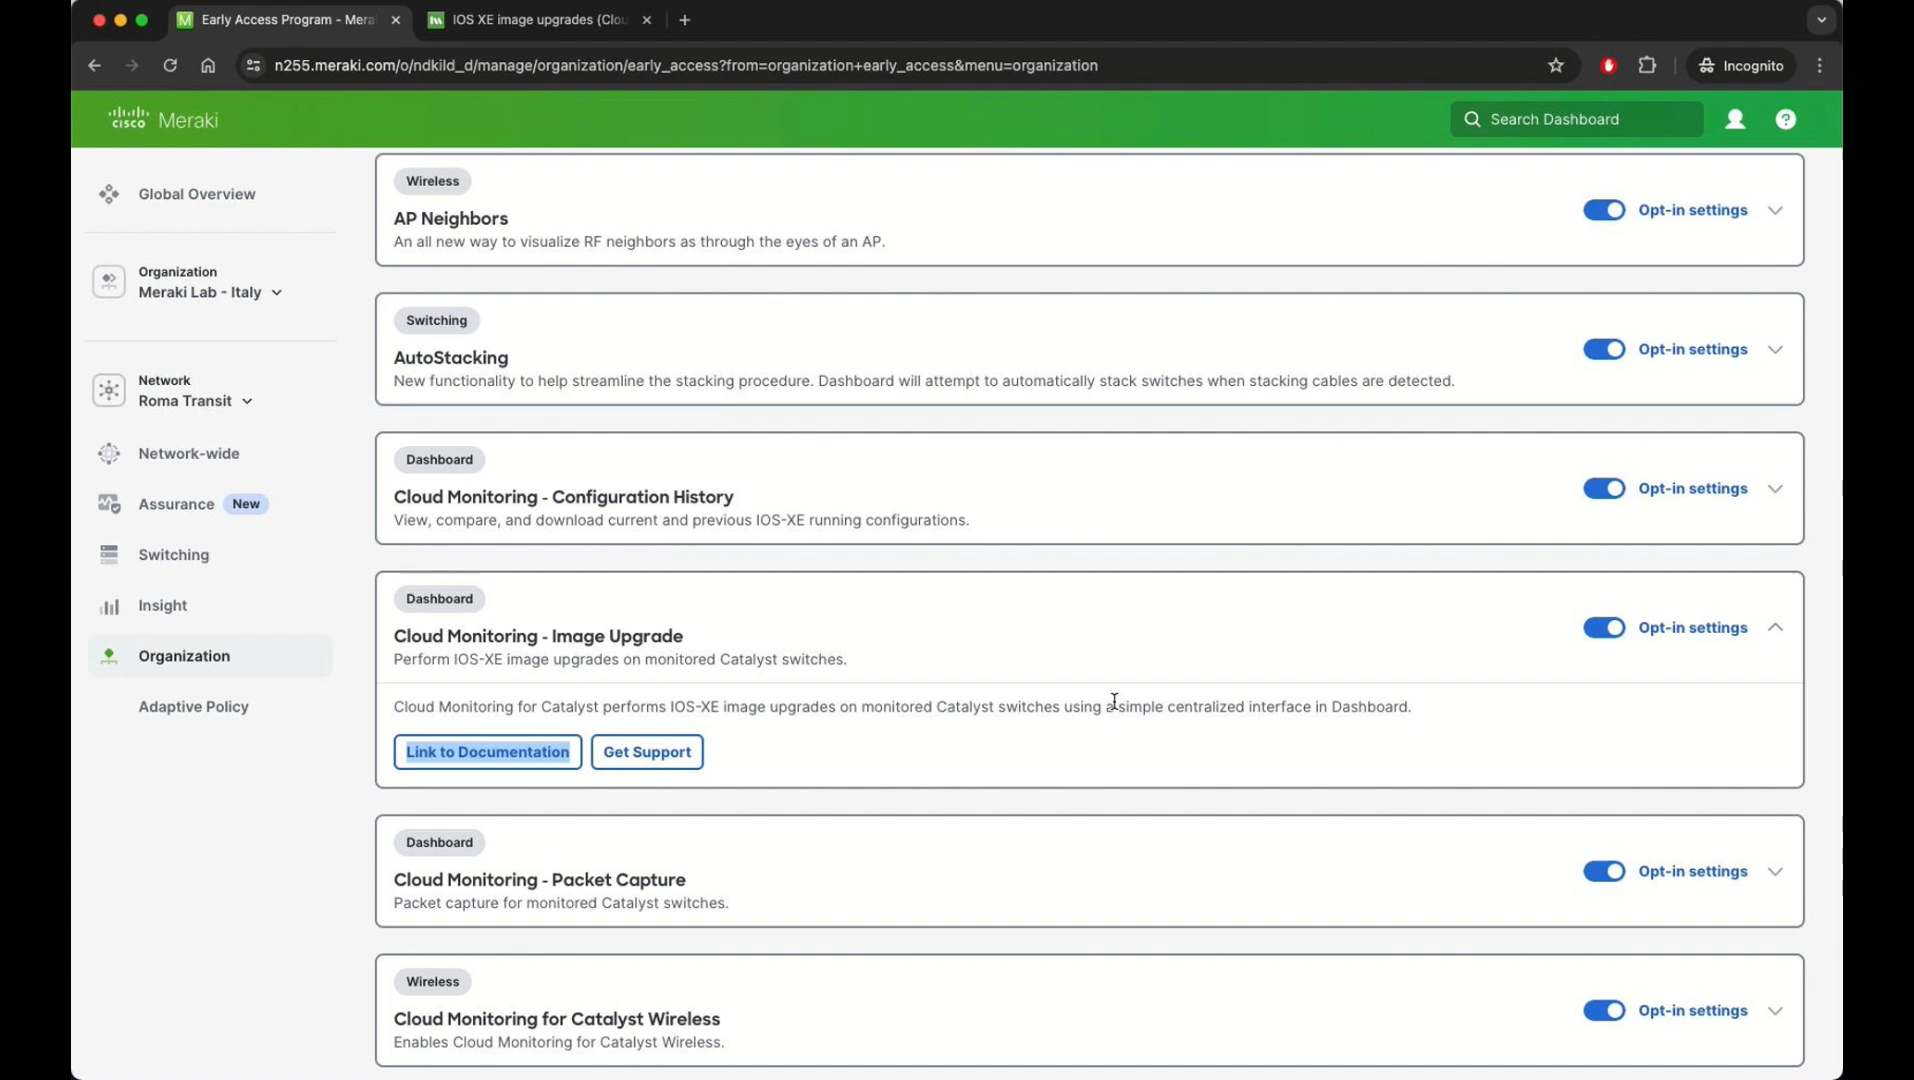 Early Access Program - Mera
IOS XE image upgrades (Clou
n255.meraki.com/o/ndkild_d/manage/organization/early_access?from=organization+early_access&menu=organization
Incognito
cisco Meraki
Search Dashboard
Global Overview
Organization
Meraki Lab - Italy
Network
Roma Transit
Network-wide
Assurance New
Switching
Insight
Organization
Adaptive Policy
Wireless
AP Neighbors
An all new way to visualize RF neighbors as through the eyes of an AP.
Opt-in settings
Switching
AutoStacking
New functionality to help streamline the stacking procedure. Dashboard will attempt to automatically stack switches when stacking cables are detected.
Opt-in settings
Dashboard
Cloud Monitoring - Configuration History
View, compare, and download current and previous IOS-XE running configurations.
Opt-in settings
Dashboard
Cloud Monitoring - Image Upgrade
Perform IOS-XE image upgrades on monitored Catalyst switches.
Opt-in settings
Cloud Monitoring for Catalyst performs IOS-XE image upgrades on monitored Catalyst switches using a simple centralized interface in Dashboard.
Link to Documentation
Get Support
Dashboard
Cloud Monitoring - Packet Capture
Packet capture for monitored Catalyst switches.
Opt-in settings
Wireless
Cloud Monitoring for Catalyst Wireless
Enables Cloud Monitoring for Catalyst Wireless.
Opt-in settings